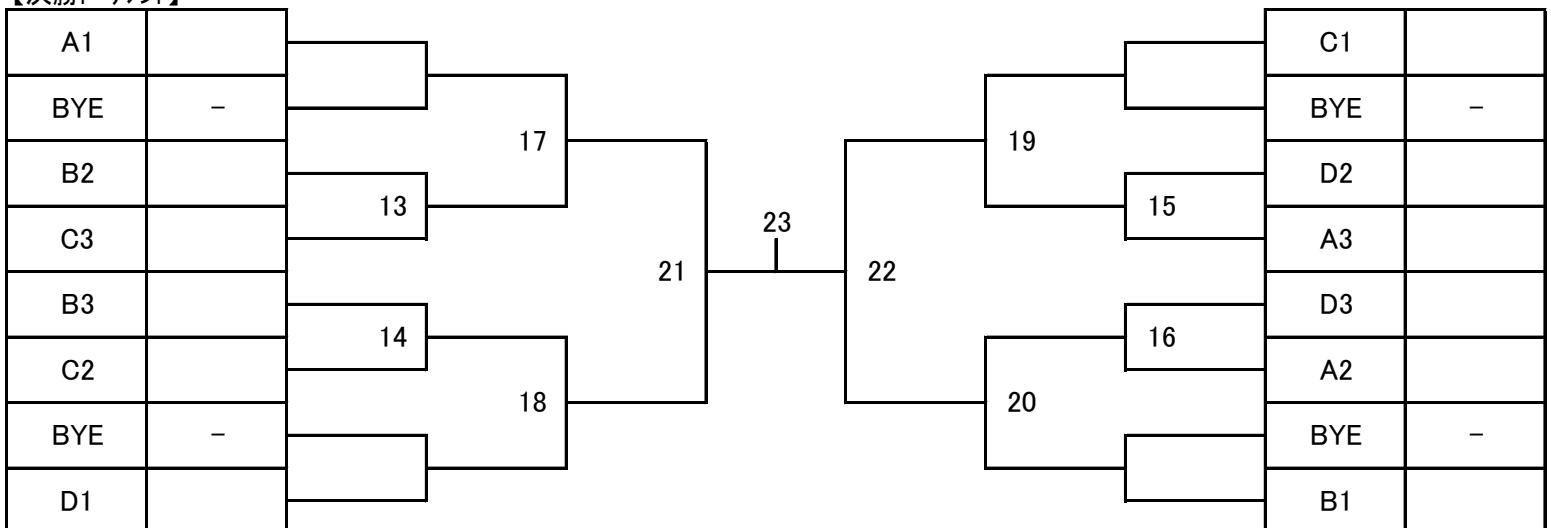 A1 C1
BYE - BYE -
17 19
B2 D2
13 15
C3 23 A3
21 22
B3 D3
14 16
C2 A2
18 20
BYE - BYE -
D1 B1